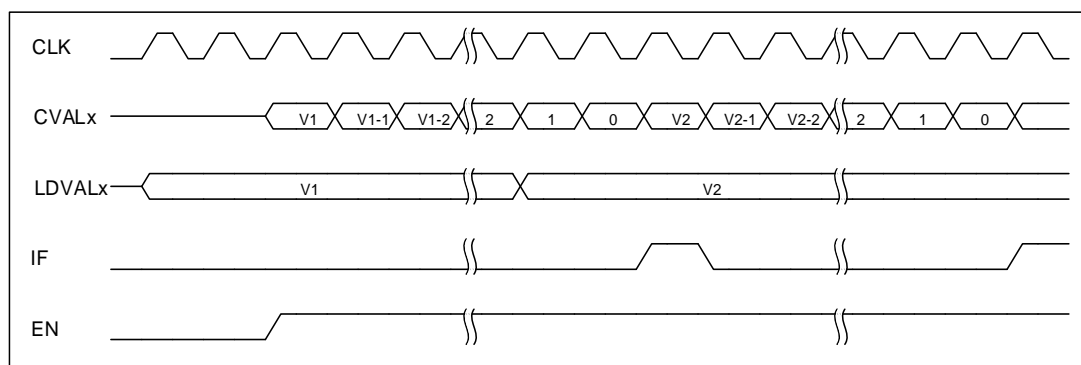 CLK
CVALx V1 V1-1 V1-2 2 1 0 V2 V2-1 V2-2 2 1 0
LDVALx V1 V2
IF
EN